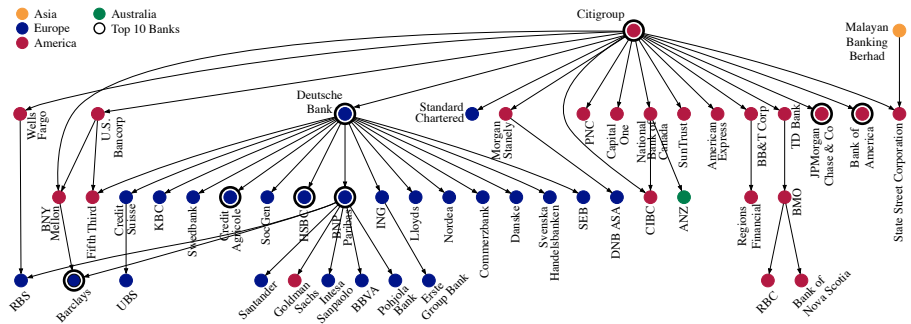 Asia
Australia
Europe
Top 10 Banks
America
Citigroup
Malayan
Banking
Berhad
Deutsche
Bank
Standard
Chartered
Wells
Fargo
U.S.
Bancorp
Morgan
Stanely
PNC
Capital
One
National
Bank of
Canada
SunTrust
American
Express
BB&T Corp
TD Bank
JPMorgan
Chase & Co
Bank of
America
State Street Corporation
BNY
Mellon
Fifth Third
Credit
Suisse
KBC
Swedbank
Credit
Agricole
SocGen
HSBC
BNP
Paribas
ING
Lloyds
Nordea
Commerzbank
Danske
Svenska
Handelsbanken
SEB
DNB ASA
CIBC
ANZ
Regions
Financial
BMO
RBS
Barclays
UBS
Santander
Goldman
Sachs
Intesa
Sanpaolo
BBVA
Pohjola
Bank
Erste
Group Bank
RBC
Bank of
Nova Scotia